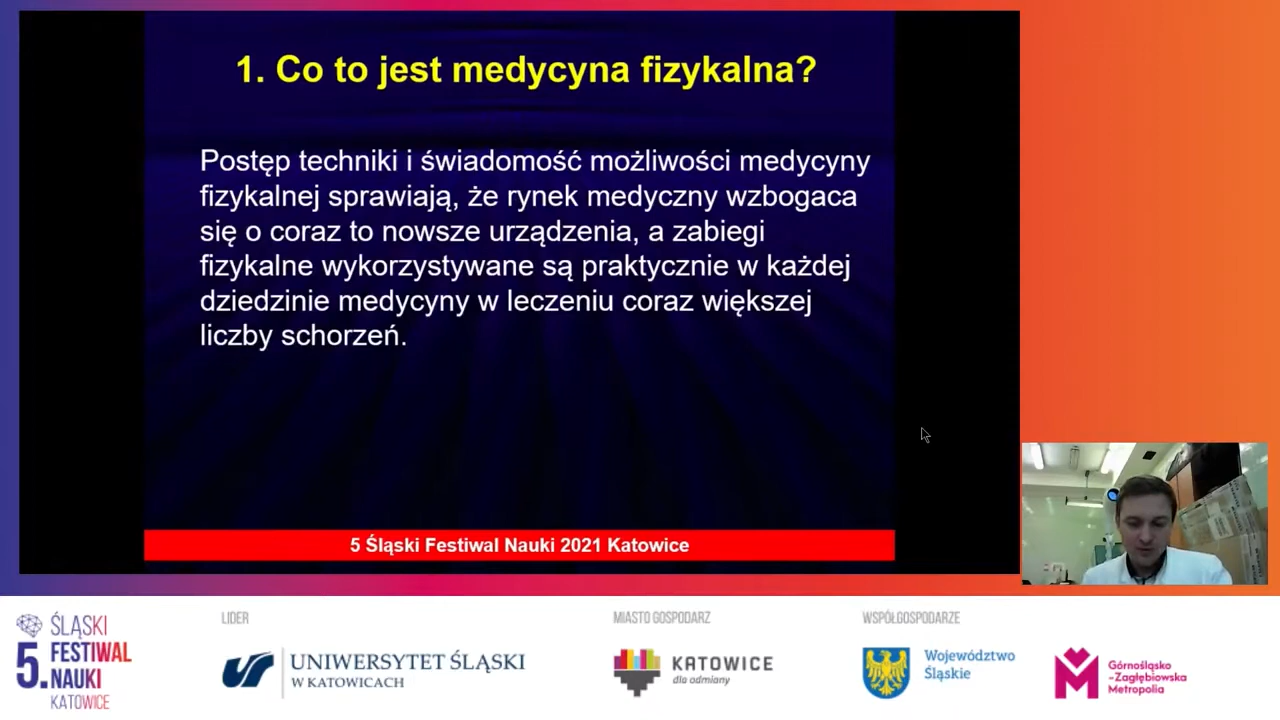 1. Co to jest medycyna fizykalna?
Postęp techniki i świadomość możliwości medycyny
fizykalnej sprawiają, że rynek medyczny wzbogaca
się o coraz to nowsze urządzenia, a zabiegi
fizykalne wykorzystywane są praktycznie w każdej
dziedzinie medycyny w leczeniu coraz większej
liczby schorzeń.
5 Śląski Festiwal Nauki 2021 Katowice
5.
ŚLĄSKI
FESTIWAL
NAUKI
KATOWICE
LIDER
UNIWERSYTET ŚLĄSKI
W KATOWICACH
MIASTO GOSPODARZ
KATOWICE
dla odmiany
WSPÓŁGOSPODARZE
Województwo
Śląskie
Górnośląsko
-Zagłębiowska
Metropolia